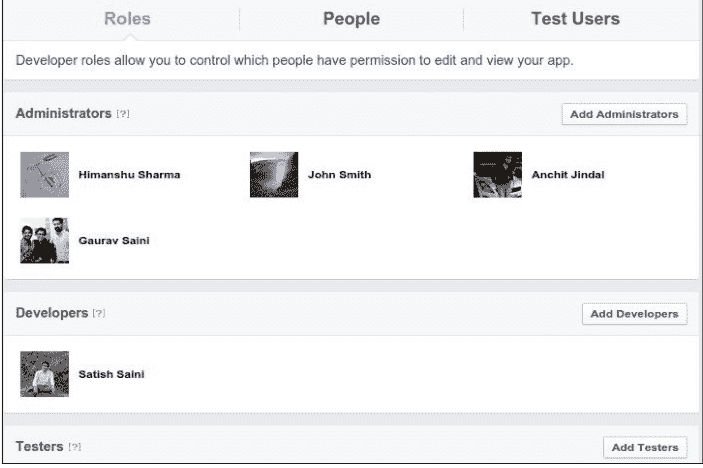 Roles People Test Users
Developer roles allow you to control which people have permission to edit and view your app.
Administrators [?] Add Administrators
Himanshu Sharma John Smith Anchit Jindal
Gaurav Saini
Developers [?] Add Developers
Satish Saini
Testers [?] Add Testers